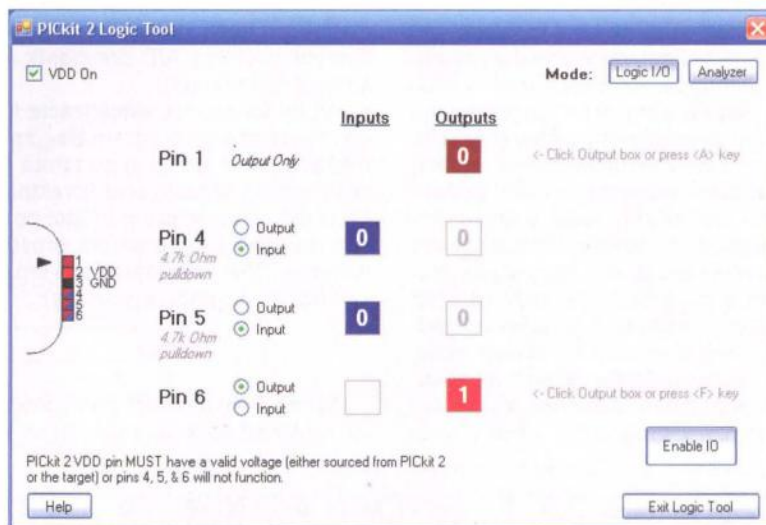 PICkit 2 Logic Tool
VDD On
Mode: Logic I/O Analyzer
Inputs Outputs
Pin 1 Output Only 0 <- Click Output box or press <A> key
Pin 4 Output
Input
0 0
4.7k Ohm
pulldown
1
2 VDD
3 GND
4
5
6
Pin 5 Output
Input
0 0
4.7k Ohm
pulldown
Pin 6 Output
Input
1 <- Click Output box or press <F> key
Enable IO
PICkit 2 VDD pin MUST have a valid voltage (either sourced from PICkit 2
or the target) or pins 4, 5, & 6 will not function.
Help Exit Logic Tool